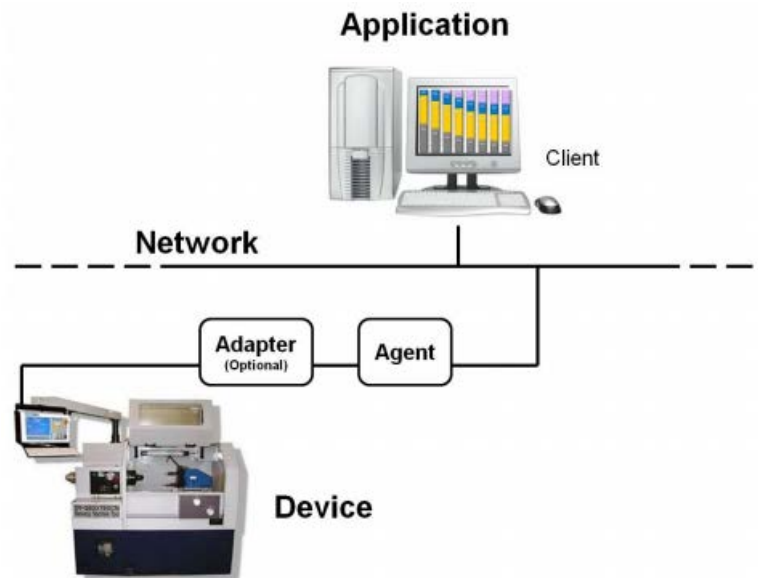 Application
Client
Network
Adapter
(Optional)
Agent
Device